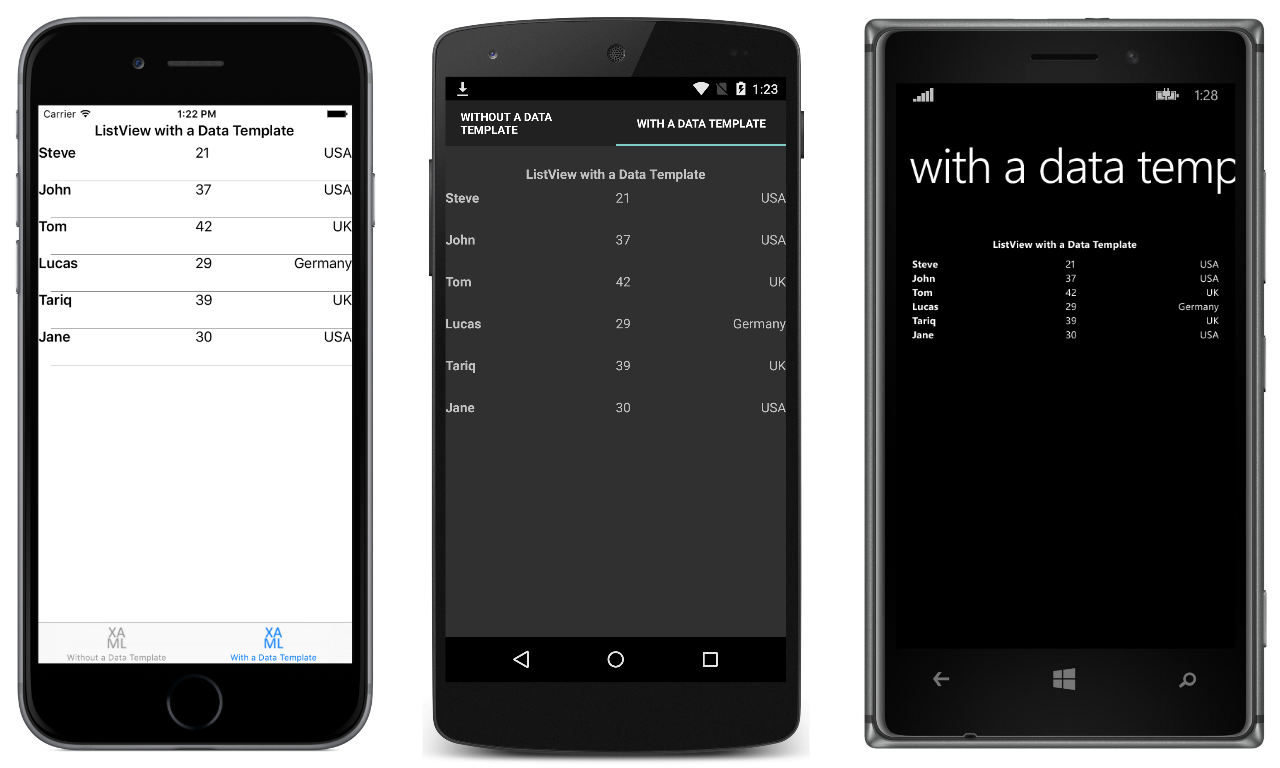 Carrier 1:22 PM
ListView with a Data Template
Steve 21 USA
John 37 USA
Tom 42 UK
Lucas 29 Germany
Tariq 39 UK
Jane 30 USA
XA
ML
Without a Data Template
XA
ML
With a Data Template
1:23
WITHOUT A DATA
TEMPLATE
WITH A DATA TEMPLATE
ListView with a Data Template
Steve 21 USA
John 37 USA
Tom 42 UK
Lucas 29 Germany
Tariq 39 UK
Jane 30 USA
1:28
with a data temp
ListView with a Data Template
Steve 21 USA
John 37 USA
Tom 42 UK
Lucas 29 Germany
Tariq 39 UK
Jane 30 USA